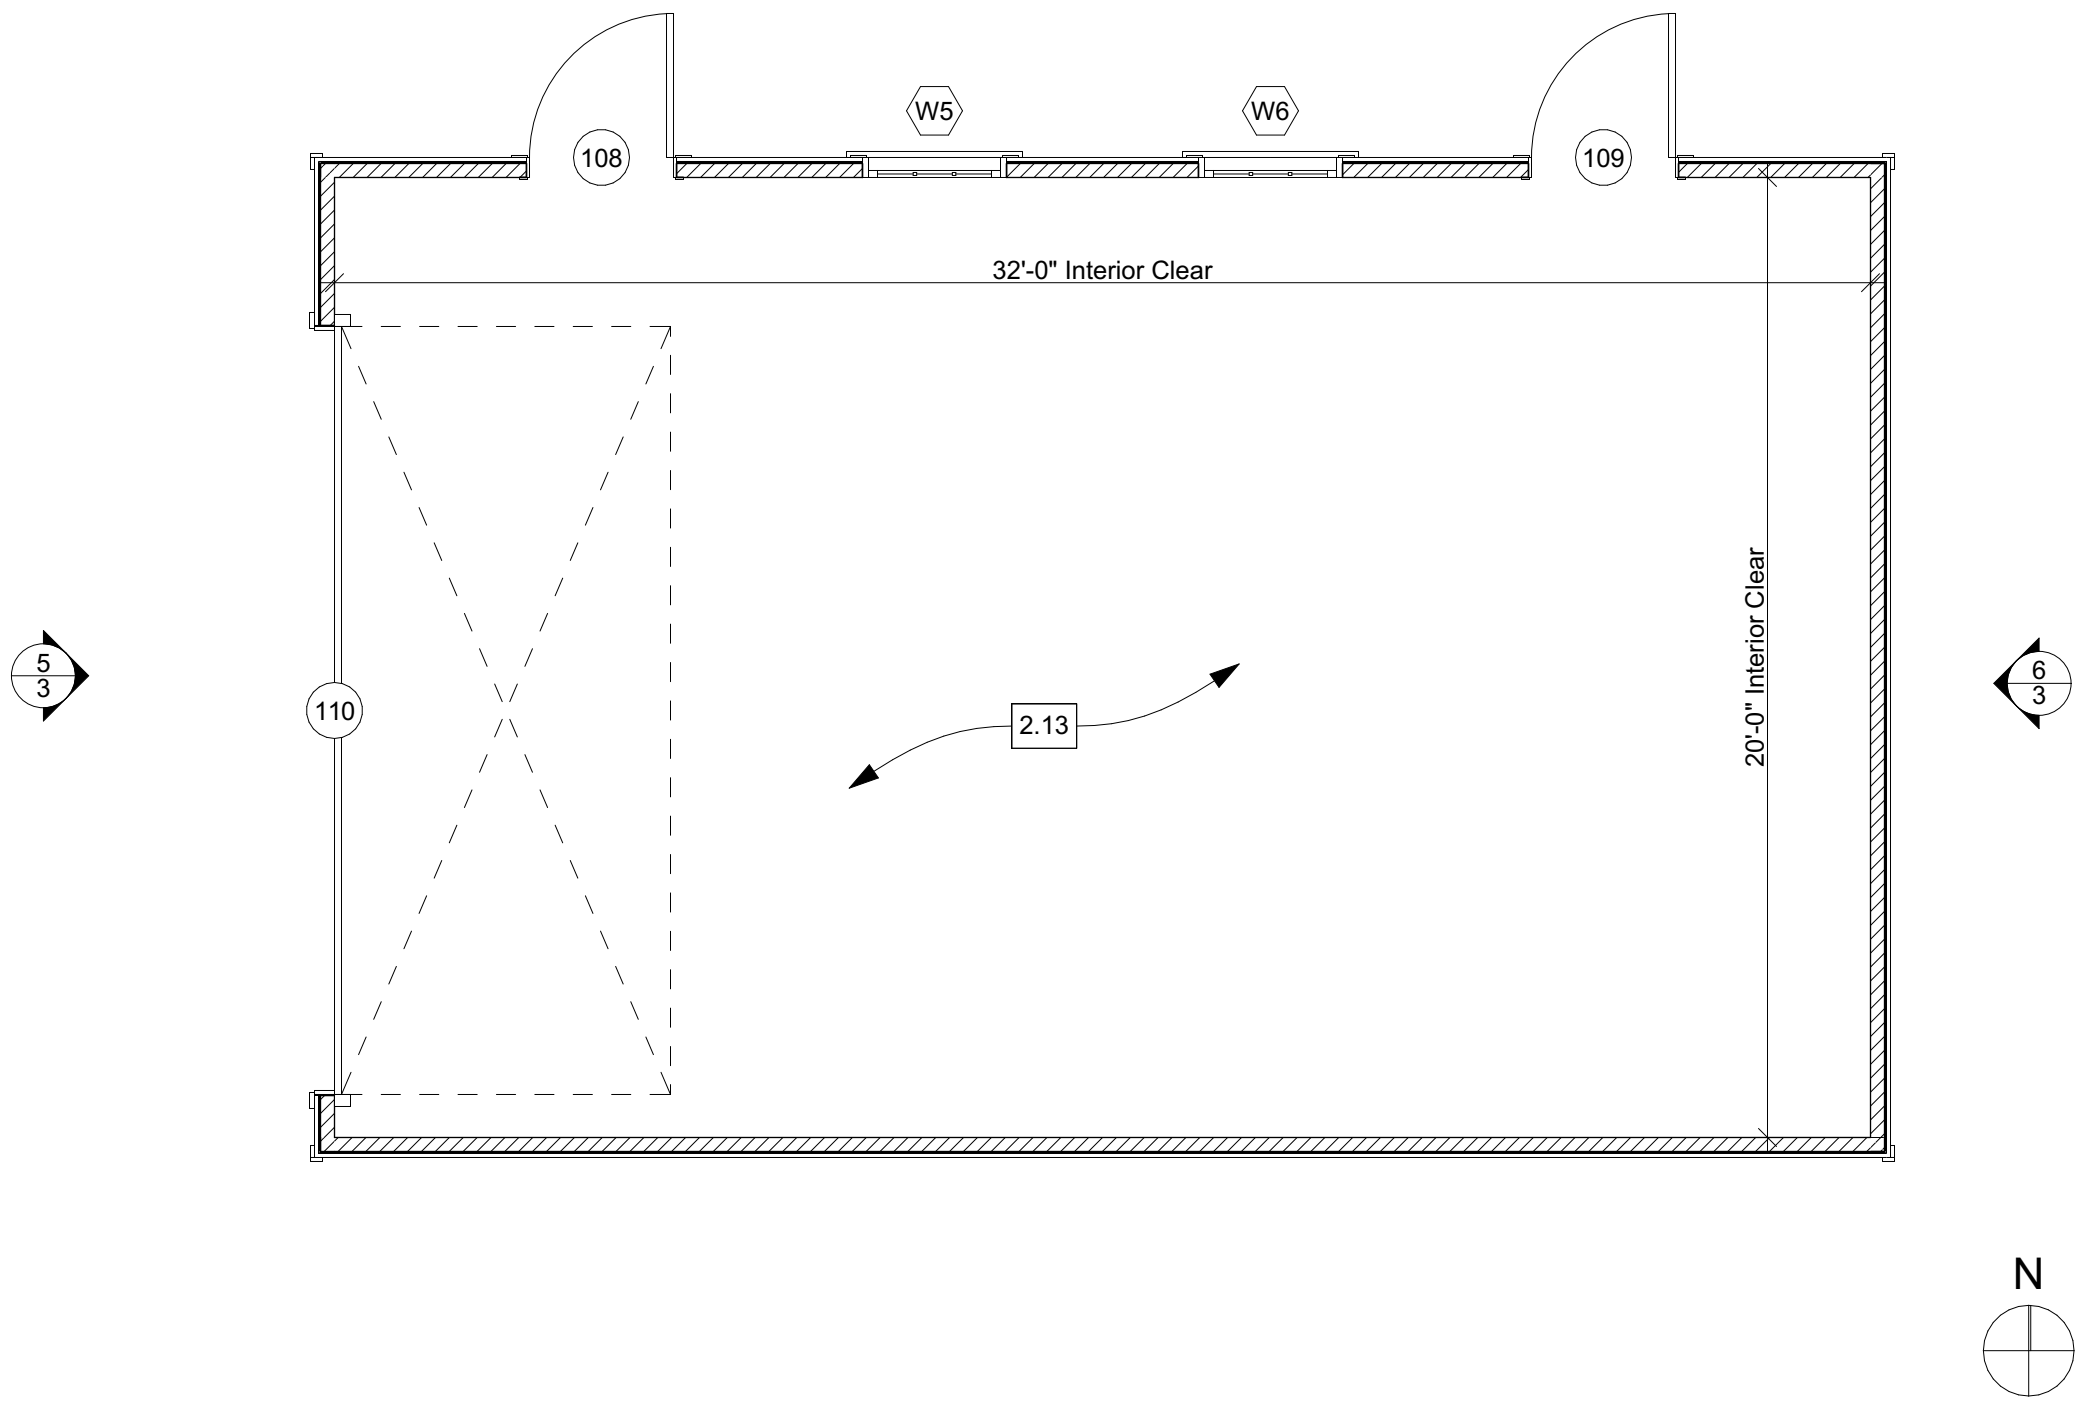 W5
W6
108
109
32'-0" Interior Clear
20'-0" Interior Clear
5
3
6
3
110
2.13
N